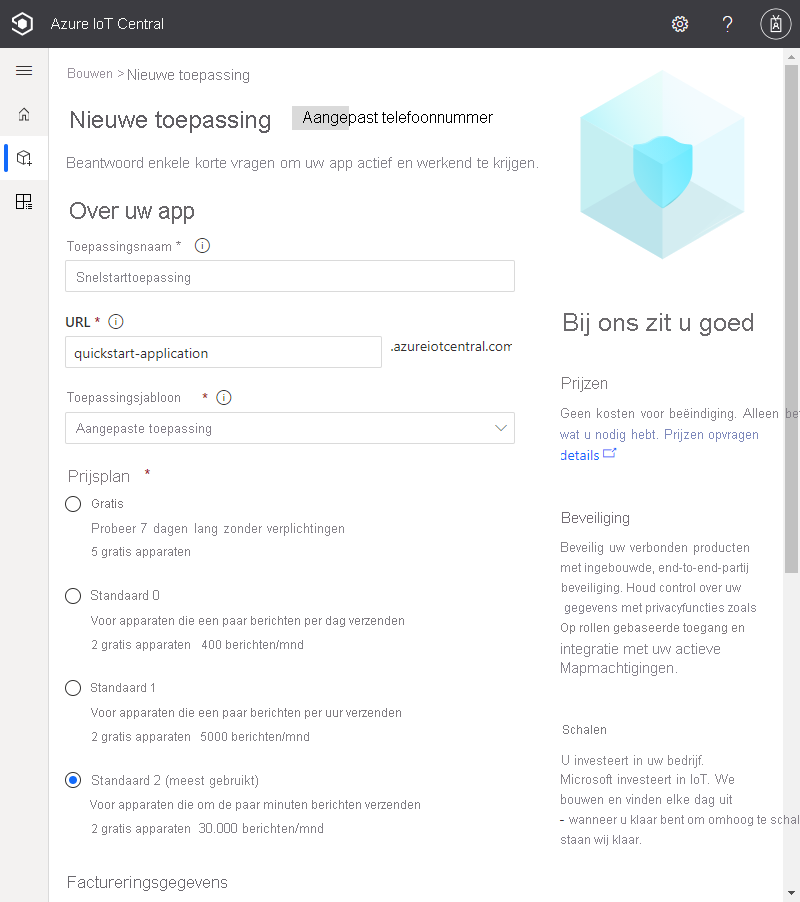 Azure IoT Central
Bouwen > Nieuwe toepassing
Nieuwe toepassing
Aangepast telefoonnummer
Beantwoord enkele korte vragen om uw app actief en werkend te krijgen.
Over uw app
Toepassingsnaam *
Snelstarttoepassing
URL *
quickstart-application
.azureiotcentral.com
Toepassingsjabloon *
Aangepaste toepassing
Prijsplan *
Gratis
Probeer 7 dagen lang zonder verplichtingen
5 gratis apparaten
Standaard 0
Voor apparaten die een paar berichten per dag verzenden
2 gratis apparaten 400 berichten/mnd
Standaard 1
Voor apparaten die een paar berichten per uur verzenden
2 gratis apparaten 5000 berichten/mnd
Standaard 2 (meest gebruikt)
Voor apparaten die om de paar minuten berichten verzenden
2 gratis apparaten 30.000 berichten/mnd
Factureringsgegevens
Bij ons zit u goed
Prijzen
Geen kosten voor beëindiging. Alleen bet
wat u nodig hebt. Prijzen opvragen
details
Beveiliging
Beveilig uw verbonden producten
met ingebouwde, end-to-end-partij
beveiliging. Houd control over uw
gegevens met privacyfuncties zoals
Op rollen gebaseerde toegang en
integratie met uw actieve
Mapmachtigingen.
Schalen
U investeert in uw bedrijf.
Microsoft investeert in IoT. We
bouwen en vinden elke dag uit
- wanneer u klaar bent om omhoog te schal
staan wij klaar.